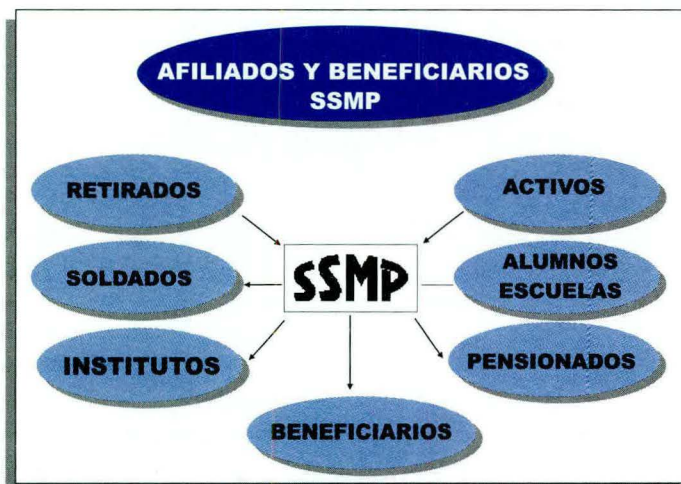 AFILIADOS Y BENEFICIARIOS
SSMP
RETIRADOS
ACTIVOS
SOLDADOS
SSMP
ALUMNOS
ESCUELAS
INSTITUTOS
PENSIONADOS
BENEFICIARIOS